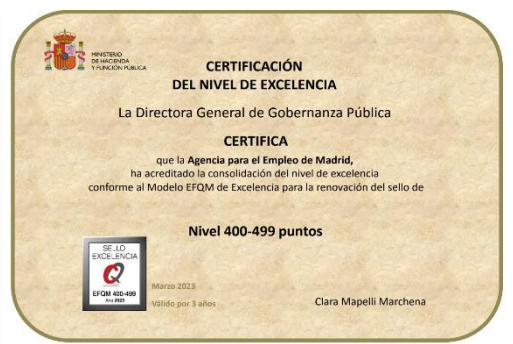 MINISTERIO
DE HACIENDA
Y FUNCIÓN PÚBLICA
CERTIFICACIÓN
DEL NIVEL DE EXCELENCIA
La Directora General de Gobernanza Pública
CERTIFICA
que la Agencia para el Empleo de Madrid,
ha acreditado la consolidación del nivel de excelencia
conforme al Modelo EFQM de Excelencia para la renovación del sello de
Nivel 400-499 puntos
SELLO
EXCELENCIA
EFQM 400-499
Año 2023
Marzo 2023
Válido por 3 años
Clara Mapelli Marchena